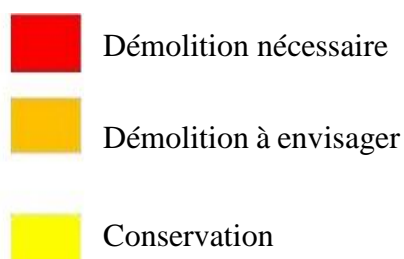 Démolition nécessaire
Démolition à envisager
Conservation